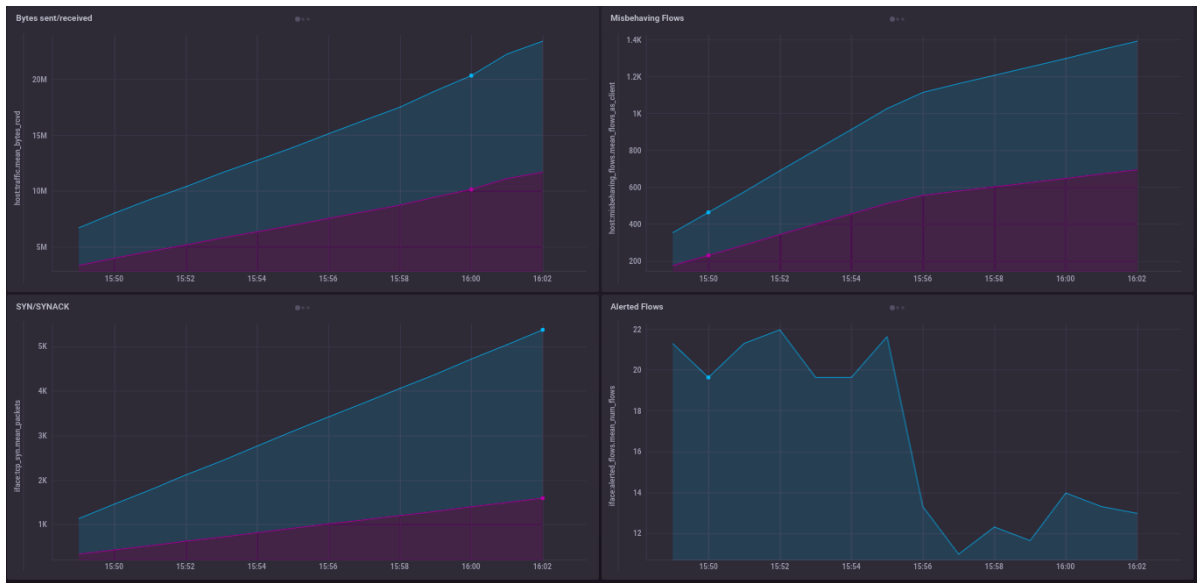 Bytes sent/received
host:traffic.mean_bytes_rcvd
20M
15M
10M
5M
15:50 15:52 15:54 15:56 15:58 16:00 16:02
Misbehaving Flows
host:misbehaving_flows.mean_flows_as_client
1.4K
1.2K
1K
800
600
400
200
15:50 15:52 15:54 15:56 15:58 16:00 16:02
SYN/SYNACK
iface:tcp_syn.mean_packets
5K
4K
3K
2K
1K
15:50 15:52 15:54 15:56 15:58 16:00 16:02
Alerted Flows
iface:alerted_flows.mean_num_flows
22
20
18
16
14
12
15:50 15:52 15:54 15:56 15:58 16:00 16:02